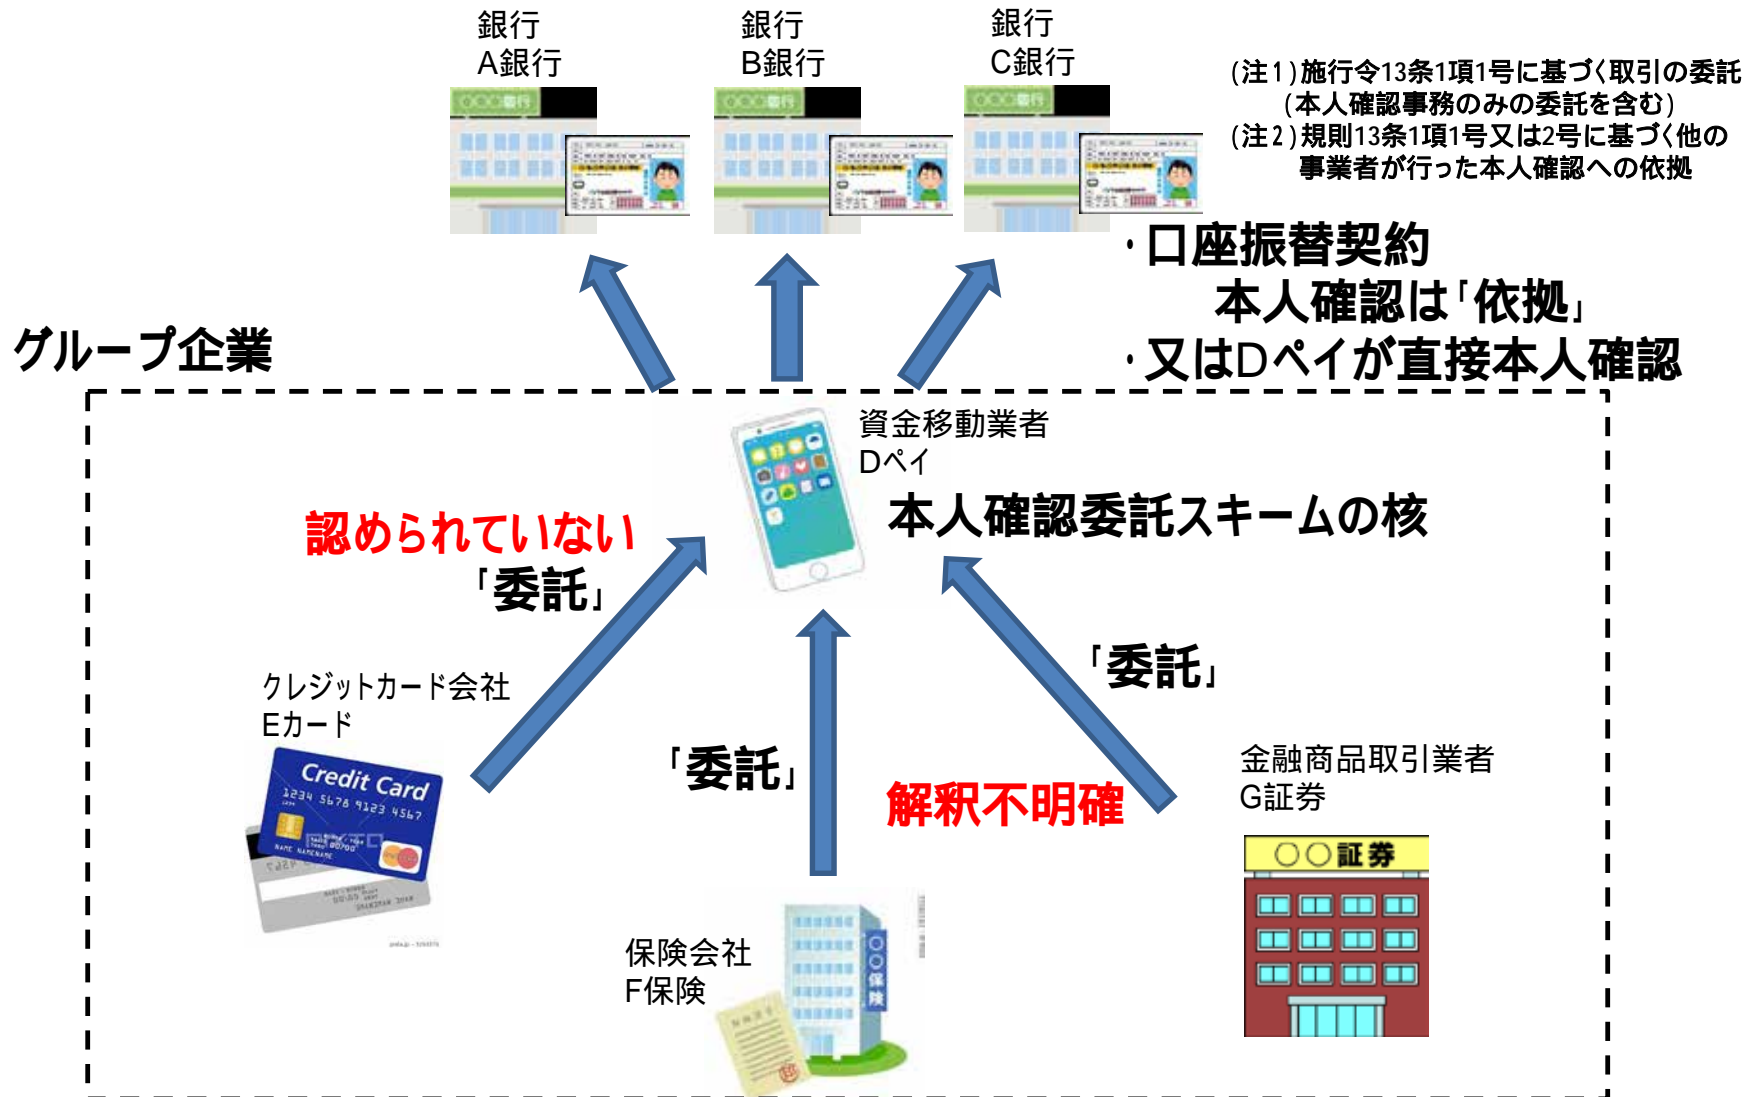 銀行
A銀行
銀行
B銀行
銀行
C銀行
(注1)施行令13条1項1号に基づく取引の委託
(本人確認事務のみの委託を含む)
(注2)規則13条1項1号又は2号に基づく他の
事業者が行った本人確認への依拠
○○○銀行
○○○銀行
○○○銀行
・口座振替契約
本人確認は「依拠」
・又はDペイが直接本人確認
グループ企業
資金移動業者
Dペイ
本人確認委託スキームの核
認められていない
「委託」
「委託」
クレジットカード会社
Eカード
「委託」
解釈不明確
金融商品取引業者
G証券
Credit Card
1234 5678 9123 4567
○○証券
保険会社
F保険
○○保険